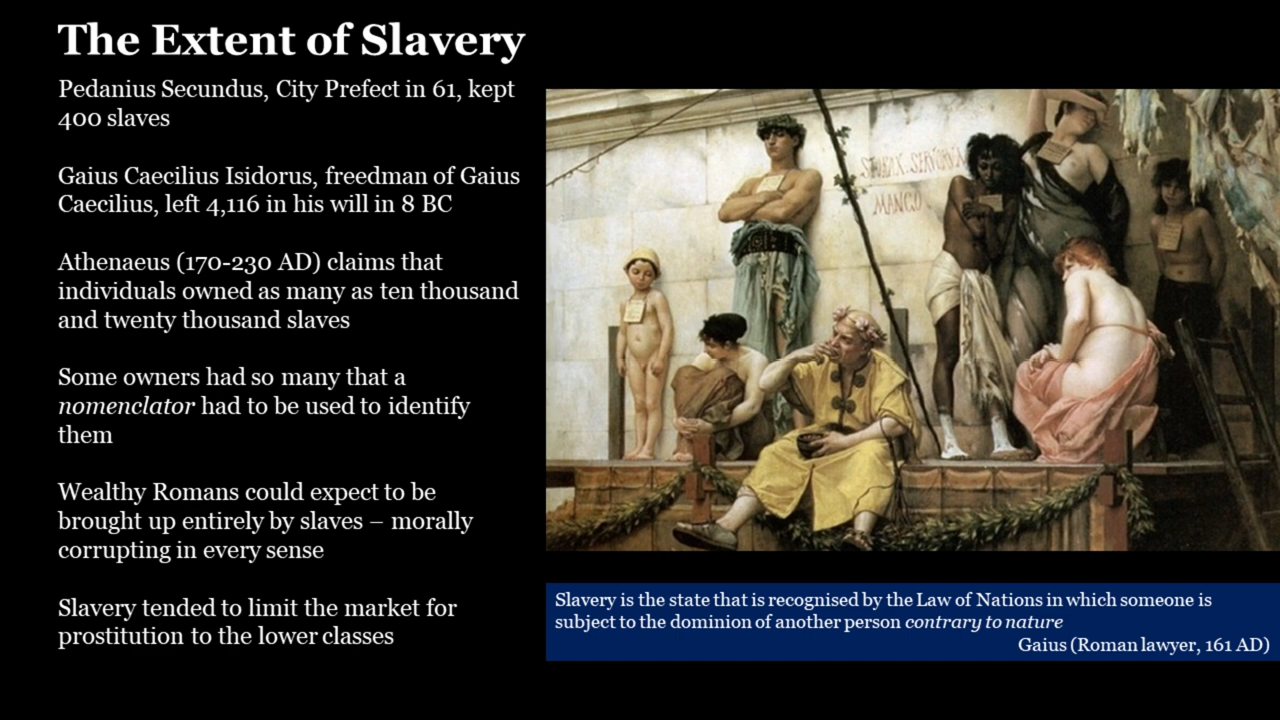 The Extent of Slavery
Pedanius Secundus, City Prefect in 61, kept
400 slaves
Gaius Caecilius Isidorus, freedman of Gaius
Caecilius, left 4,116 in his will in 8 BC
Athenaeus (170-230 AD) claims that
individuals owned as many as ten thousand
and twenty thousand slaves
Some owners had so many that a
nomenclator had to be used to identify
them
Wealthy Romans could expect to be
brought up entirely by slaves – morally
corrupting in every sense
Slavery tended to limit the market for
prostitution to the lower classes
MANGO
Slavery is the state that is recognised by the Law of Nations in which someone is
subject to the dominion of another person contrary to nature
Gaius (Roman lawyer, 161 AD)